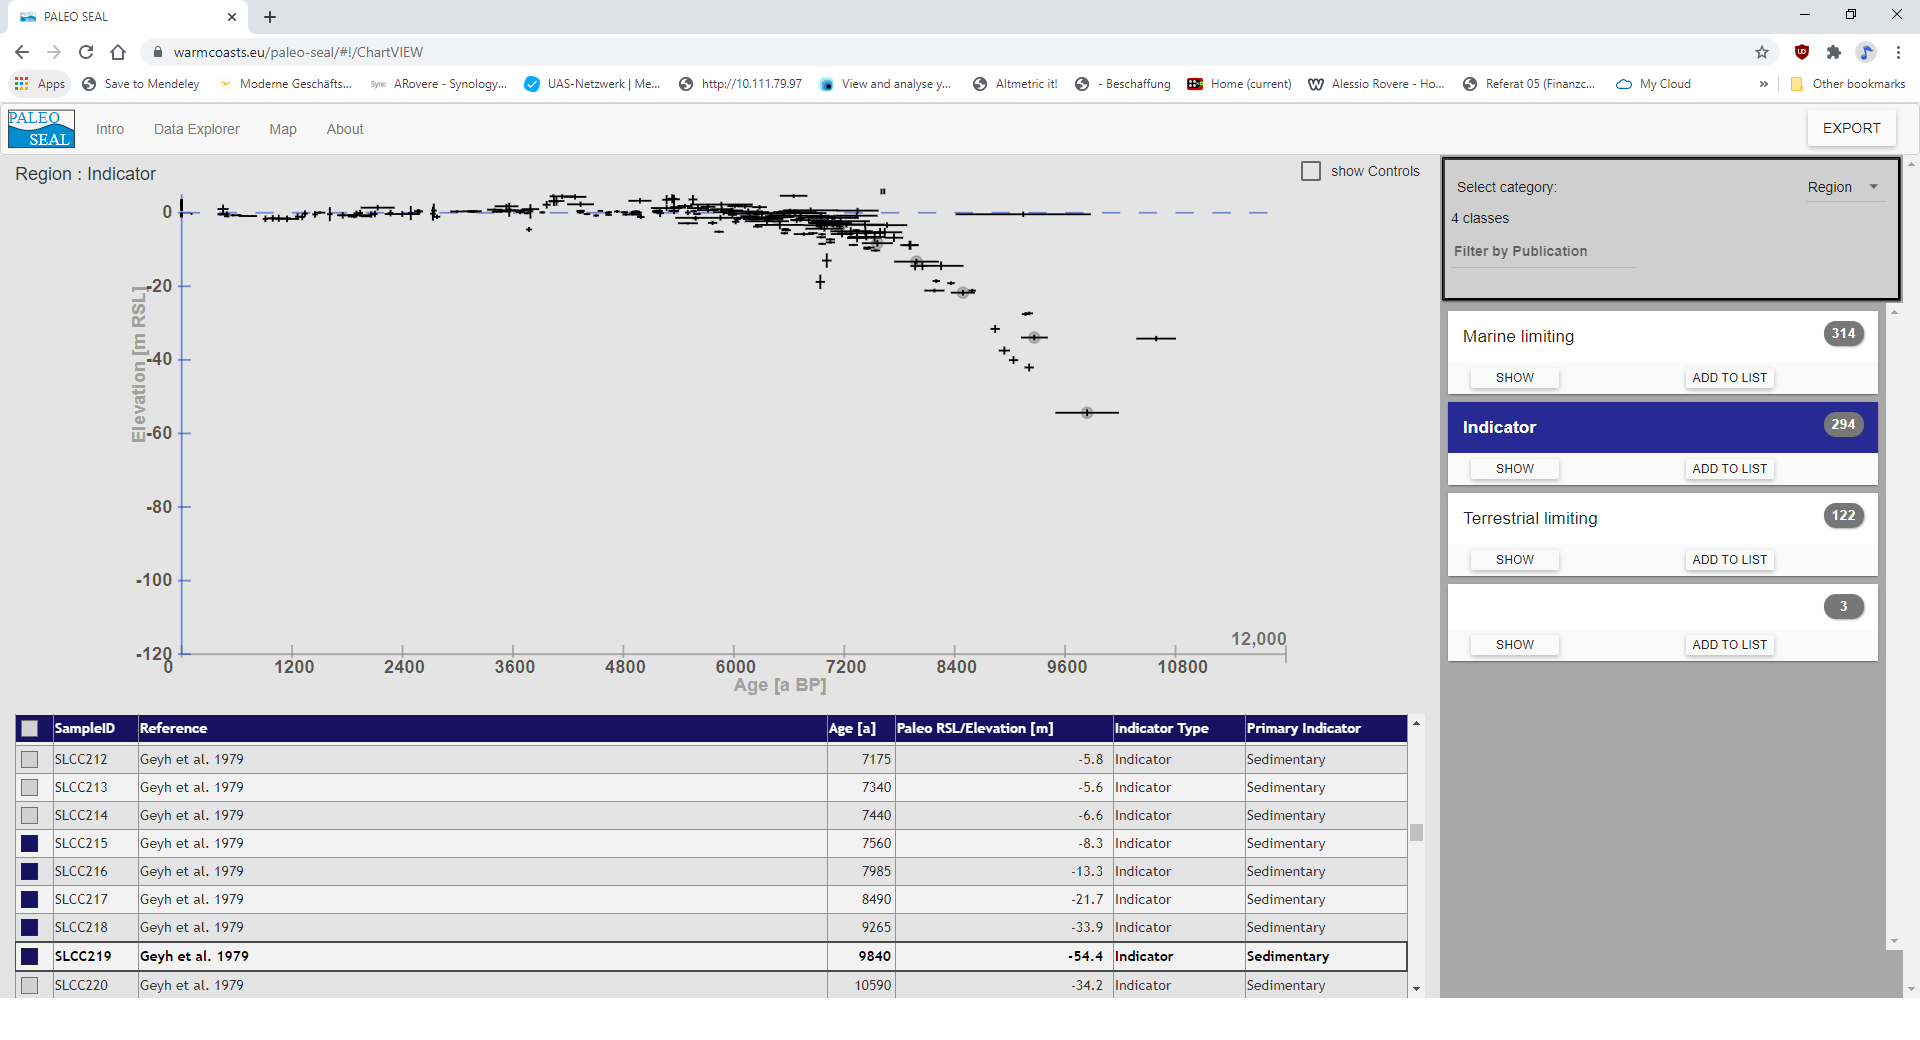 PALEO SEAL
warmcoasts.eu/paleo-seal/#!/ChartVIEW
Apps Save to Mendeley Moderne Geschäfts... Sync ARovere - Synology... UAS-Netzwerk | Me... http://10.111.79.97 View and analyse y... Altmetric it! - Beschaffung Home (current) Alessio Rovere - Ho... Referat 05 (Finanzc... My Cloud » Other bookmarks
PALEO
SEAL
Intro Data Explorer Map About EXPORT
Region : Indicator
show Controls
0
-20
-40
-60
-80
-100
-120
Elevation [m RSL]
12,000
0 1200 2400 3600 4800 6000 7200 8400 9600 10800
Age [a BP]
SampleID Reference Age [a] Paleo RSL/Elevation [m] Indicator Type Primary Indicator
SLCC212 Geyh et al. 1979 7175 -5.8 Indicator Sedimentary
SLCC213 Geyh et al. 1979 7340 -5.6 Indicator Sedimentary
SLCC214 Geyh et al. 1979 7440 -6.6 Indicator Sedimentary
SLCC215 Geyh et al. 1979 7560 -8.3 Indicator Sedimentary
SLCC216 Geyh et al. 1979 7985 -13.3 Indicator Sedimentary
SLCC217 Geyh et al. 1979 8490 -21.7 Indicator Sedimentary
SLCC218 Geyh et al. 1979 9265 -33.9 Indicator Sedimentary
SLCC219 Geyh et al. 1979 9840 -54.4 Indicator Sedimentary
SLCC220 Geyh et al. 1979 10590 -34.2 Indicator Sedimentary
Select category: Region
4 classes
Filter by Publication
Marine limiting 314
SHOW ADD TO LIST
Indicator 294
SHOW ADD TO LIST
Terrestrial limiting 122
SHOW ADD TO LIST
3
SHOW ADD TO LIST